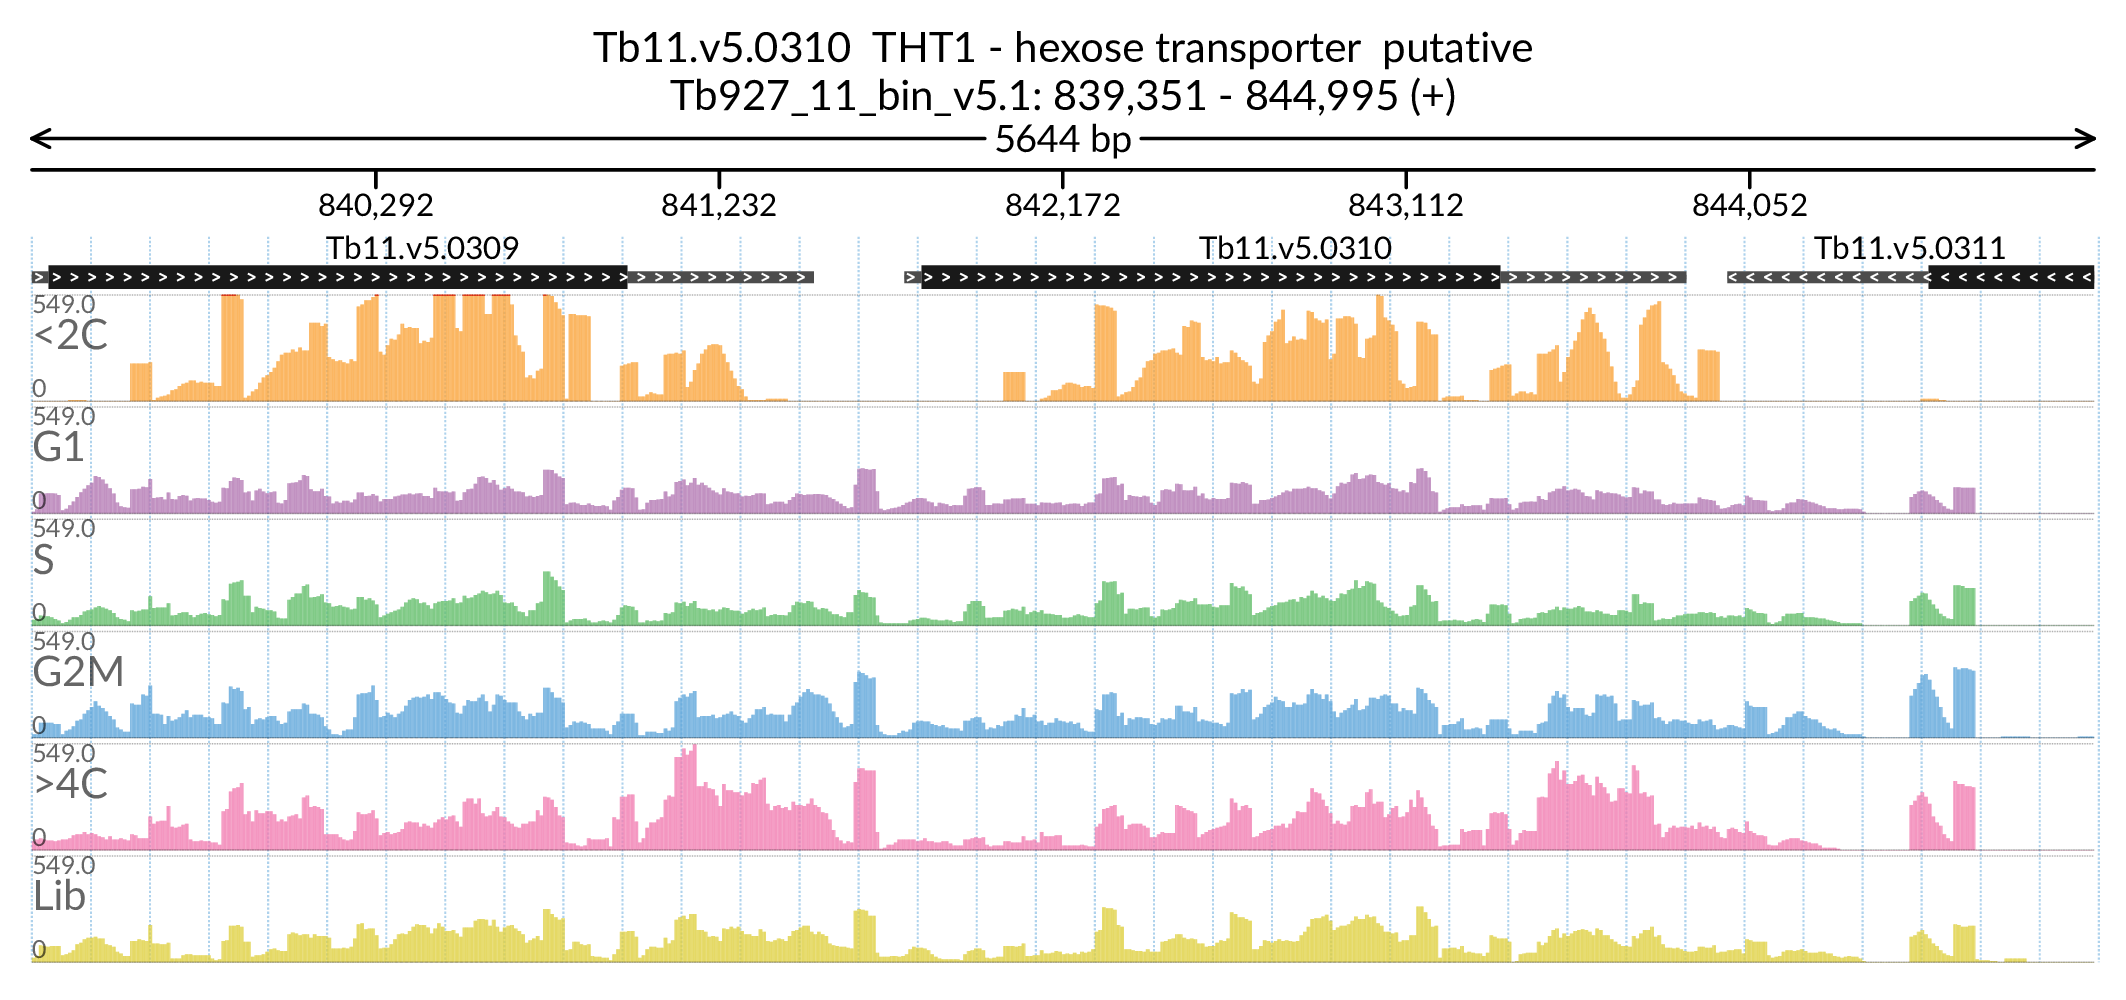 Tb11.v5.0310 THT1 - hexose transporter putative
Tb927_11_bin_v5.1: 839,351 - 844,995 (+)
5644 bp
840,292 841,232 842,172 843,112 844,052
Tb11.v5.0309 Tb11.v5.0310 Tb11.v5.0311
549.0
<2C
0
549.0
G1
0
549.0
S
0
549.0
G2M
0
549.0
>4C
0
549.0
Lib
0